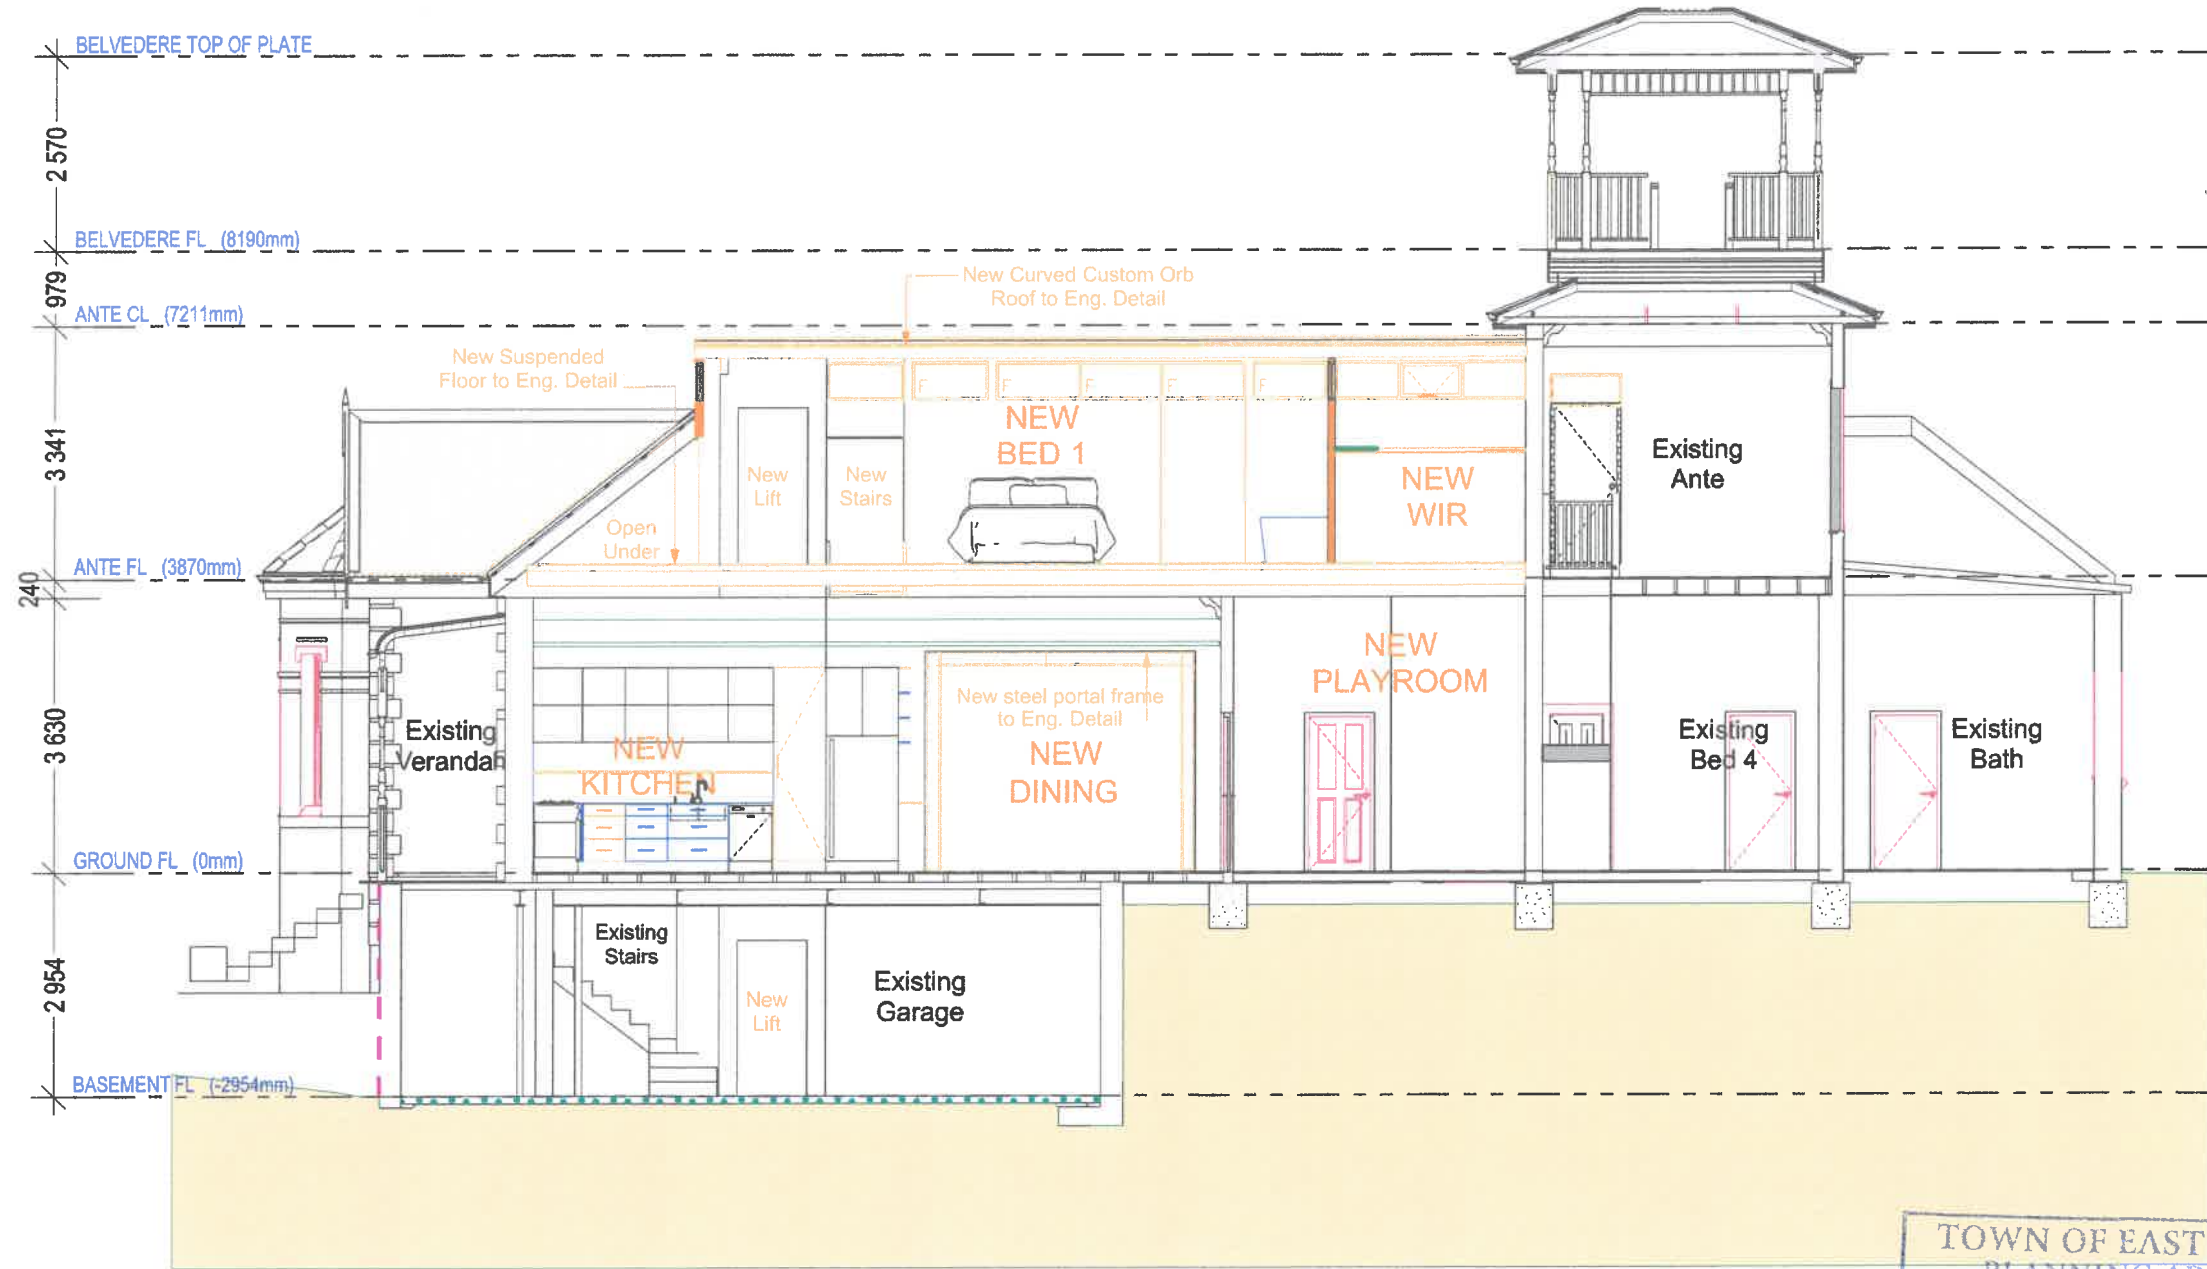 BELVEDERE TOP OF PLATE
2 570
BELVEDERE FL (8190mm)
979
ANTE CL (7211mm)
New Curved Custom Orb
Roof to Eng. Detail
New Suspended
Floor to Eng. Detail
3 341
F
F
F
F
F
NEW
BED 1
New
Lift
New
Stairs
NEW
WIR
Existing
Ante
Open
Under
ANTE FL (3870mm)
240
3 630
Existing
Verandah
NEW
KITCHEN
New steel portal frame
to Eng. Detail
NEW
DINING
NEW
PLAYROOM
Existing
Bed 4
Existing
Bath
GROUND FL (0mm)
2 954
Existing
Stairs
New
Lift
Existing
Garage
BASEMENT FL (-2954mm)
TOWN OF EAST